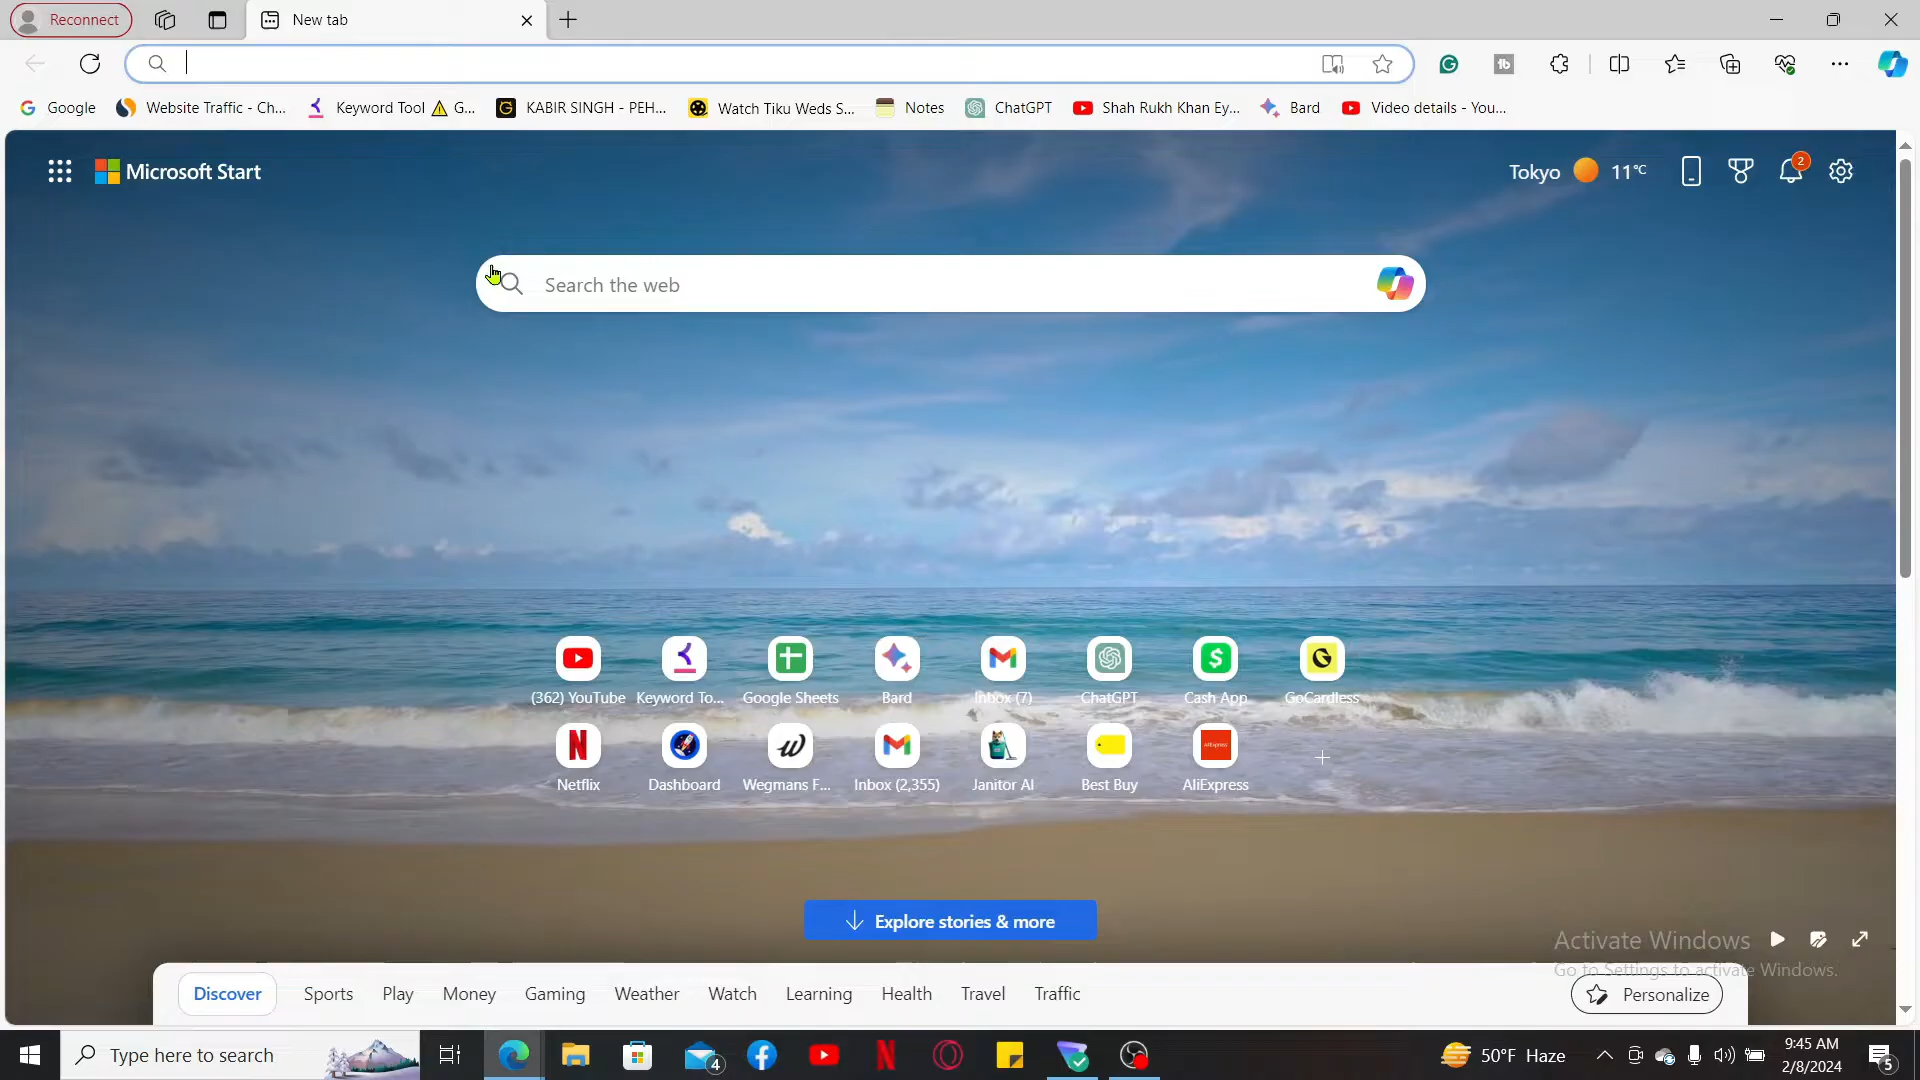 Reconnect
New tab
Google
Website Traffic - Ch...
Keyword Tool ⚠ G...
KABIR SINGH - PEH...
Watch Tiku Weds S...
Notes
ChatGPT
Shah Rukh Khan Ey...
Bard
Video details - You...
Microsoft Start
Tokyo 11°C
2
Search the web
(362) YouTube
Keyword To...
Google Sheets
Bard
Inbox (7)
ChatGPT
Cash App
GoCardless
Netflix
Dashboard
Wegmans F...
Inbox (2,355)
Janitor AI
Best Buy
AliExpress
Explore stories & more
Activate Windows
Go to Settings to activate Windows.
Discover
Sports
Play
Money
Gaming
Weather
Watch
Learning
Health
Travel
Traffic
Personalize
Type here to search
4
50°F Haze
9:45 AM
2/8/2024
5